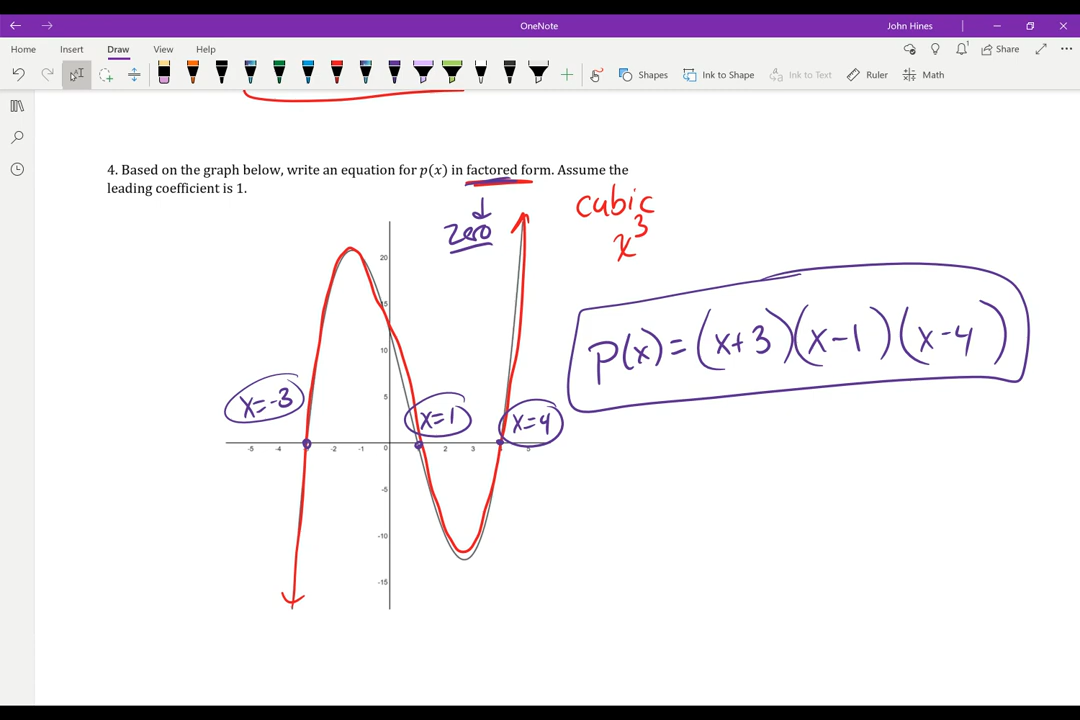 OneNote
John Hines
Home Insert Draw View Help
1
Share
Shapes Ink to Shape Ink to Text Ruler Math
4. Based on the graph below, write an equation for p(x) in factored form. Assume the
leading coefficient is 1.
cubic
zero
x³
20
15
10
P(x)=(x+3)(x-1)(x-4)
5
x=-3
x=1
x=4
-5 -4 -2 -1 0 2 3 5
-5
-10
-15